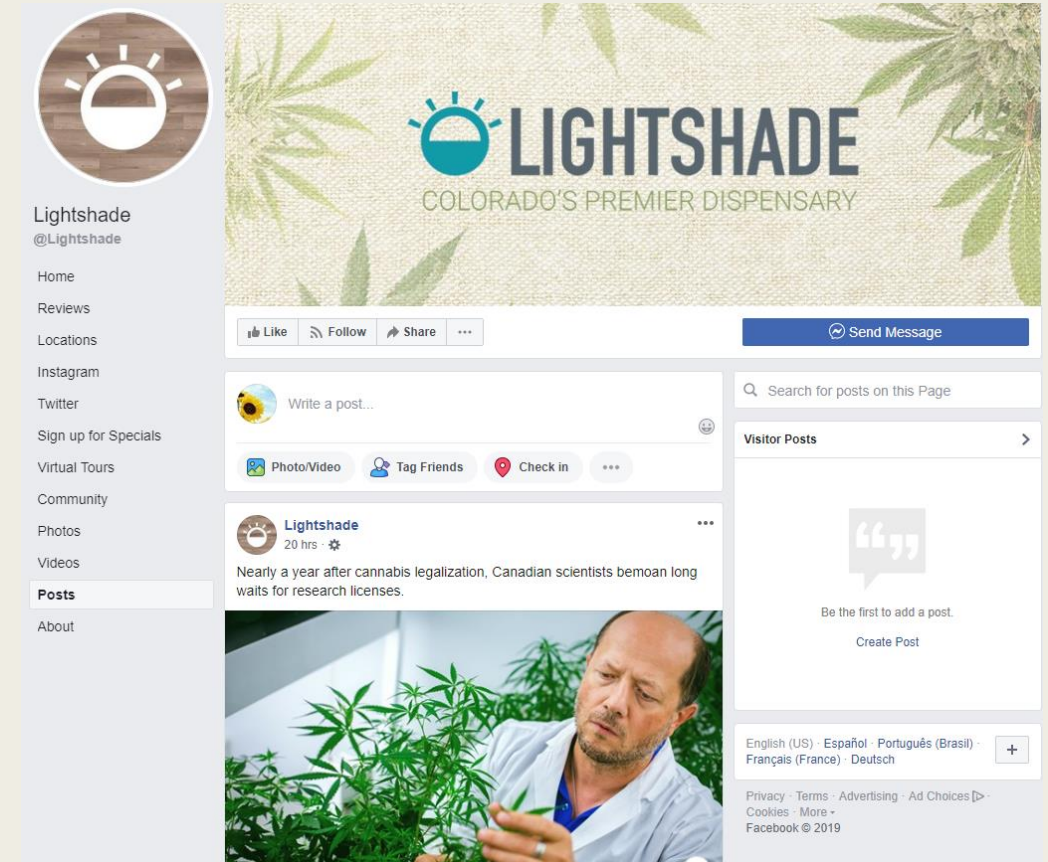 Lightshade
@Lightshade
Home
Reviews
Locations
Instagram
Twitter
Sign up for Specials
Virtual Tours
Community
Photos
Videos
Posts
About
LIGHTSHADE
COLORADO'S PREMIER DISPENSARY
Like
Follow
Share
Send Message
Write a post...
Photo/Video
Tag Friends
Check in
Lightshade
20 hrs ·
Nearly a year after cannabis legalization, Canadian scientists bemoan long
waits for research licenses.
Search for posts on this Page
Visitor Posts
Be the first to add a post.
Create Post
English (US) · Español · Português (Brasil) ·
Français (France) · Deutsch
Privacy · Terms · Advertising · Ad Choices ·
Cookies · More
Facebook © 2019